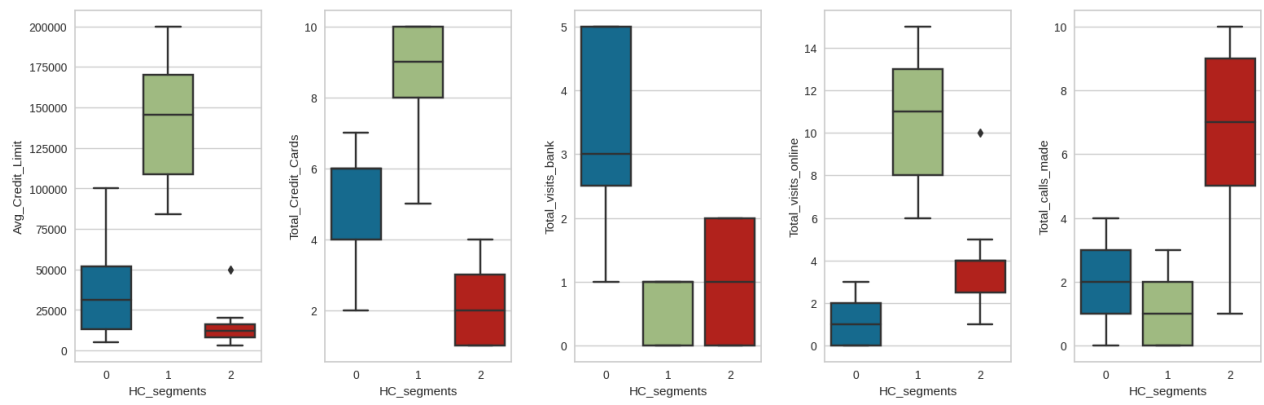 Avg_Credit_Limit
200000
175000
150000
125000
100000
75000
50000
25000
0
0 1 2
HC_segments
Total_Credit_Cards
10
8
6
4
2
0 1 2
HC_segments
Total_visits_bank
5
4
3
2
1
0
0 1 2
HC_segments
Total_visits_online
14
12
10
8
6
4
2
0
0 1 2
HC_segments
Total_calls_made
10
8
6
4
2
0
0 1 2
HC_segments